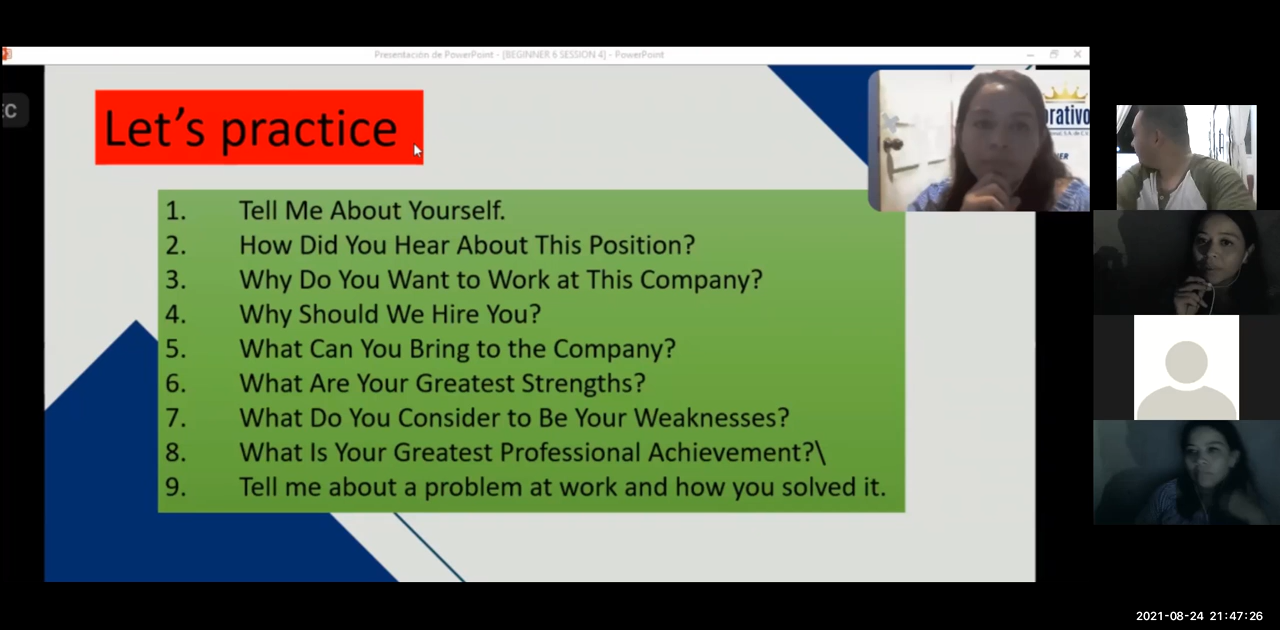 Presentación de PowerPoint - [BEGINNER 6 SESSION 4] - PowerPoint
EC
Let's practice
1. Tell Me About Yourself.
2. How Did You Hear About This Position?
3. Why Do You Want to Work at This Company?
4. Why Should We Hire You?
5. What Can You Bring to the Company?
6. What Are Your Greatest Strengths?
7. What Do You Consider to Be Your Weaknesses?
8. What Is Your Greatest Professional Achievement?\
9. Tell me about a problem at work and how you solved it.
orativo
2021-08-24 21:47:26